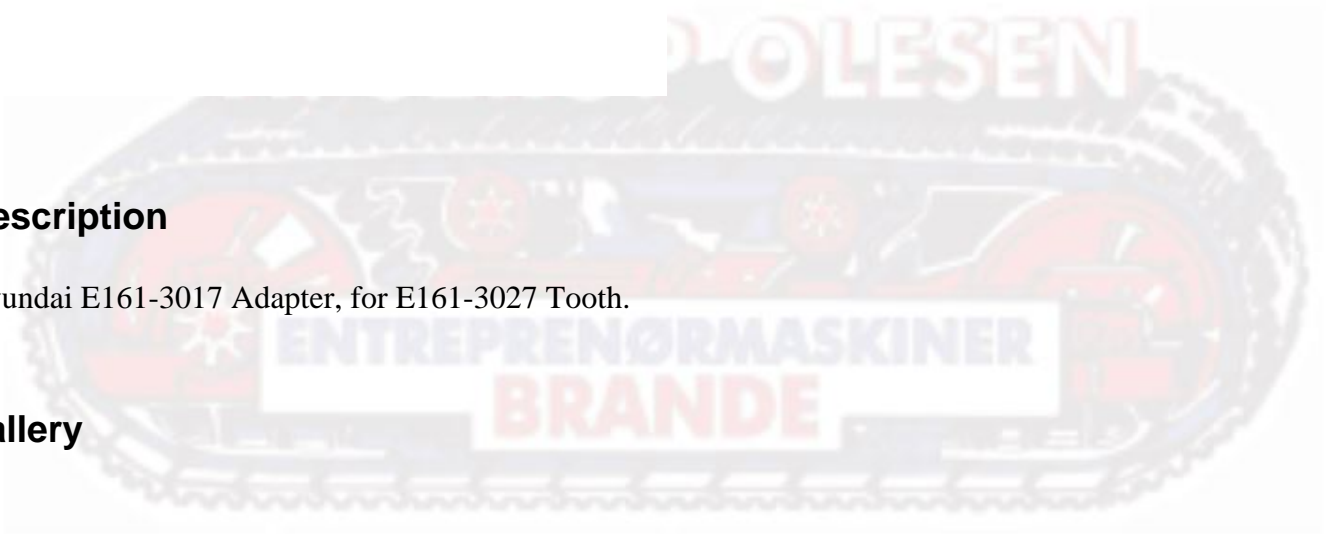 P OLESEN
escription
undai E161-3017 Adapter, for E161-3027 Tooth.
ENTREPRENØRMASKINER
BRANDE
allery